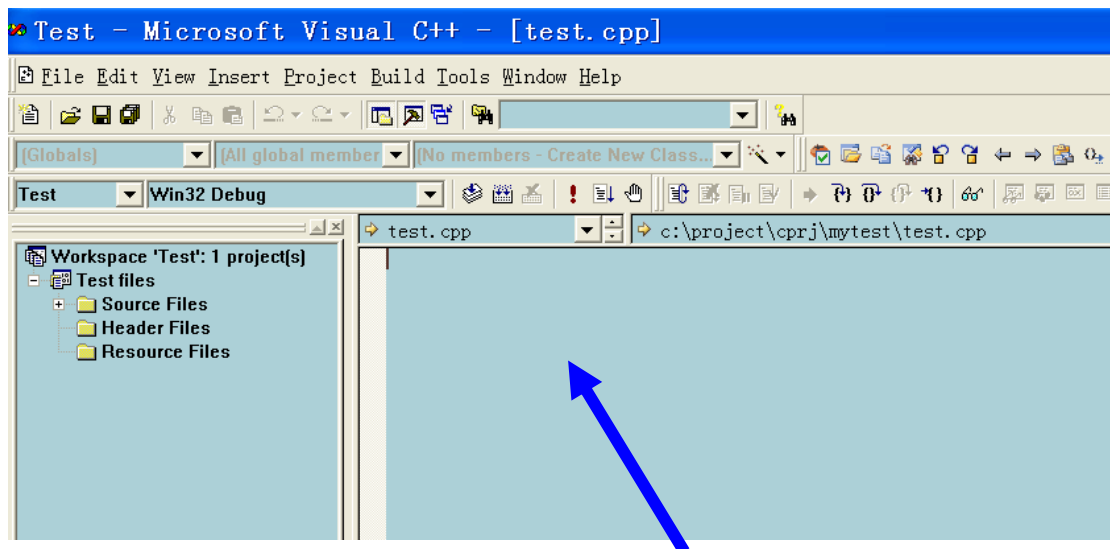 Test - Microsoft Visual C++ - [test.cpp]
File Edit View Insert Project Build Tools Window Help
(Globals) (All global member (No members - Create New Class...
Test Win32 Debug
test.cpp c:\project\cprj\mytest\test.cpp
Workspace 'Test': 1 project(s)
Test files
Source Files
Header Files
Resource Files